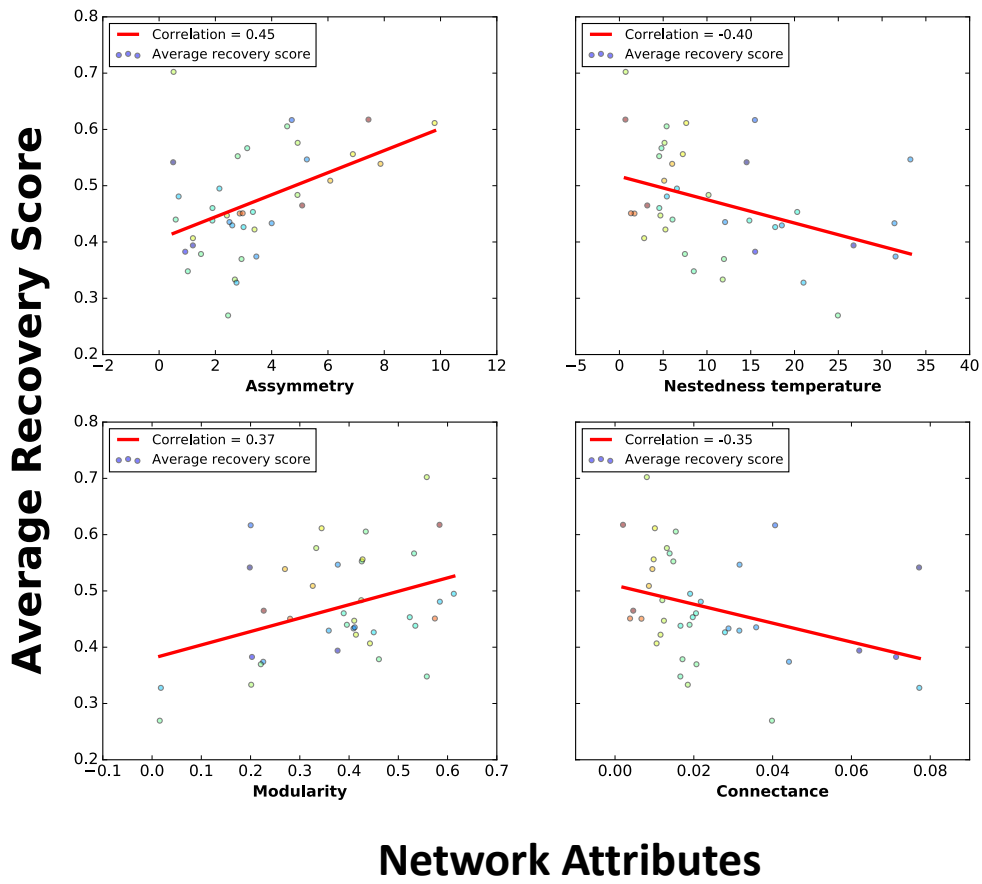 Average Recovery Score
0.8
0.7
0.6
0.5
0.4
0.3
0.2
Correlation = 0.45
Average recovery score
−2 0 2 4 6 8 10 12
Assymmetry
Correlation = -0.40
Average recovery score
−5 0 5 10 15 20 25 30 35 40
Nestedness temperature
0.8
0.7
0.6
0.5
0.4
0.3
0.2
Correlation = 0.37
Average recovery score
−0.1 0.0 0.1 0.2 0.3 0.4 0.5 0.6 0.7
Modularity
Correlation = -0.35
Average recovery score
0.00 0.02 0.04 0.06 0.08
Connectance
Network Attributes